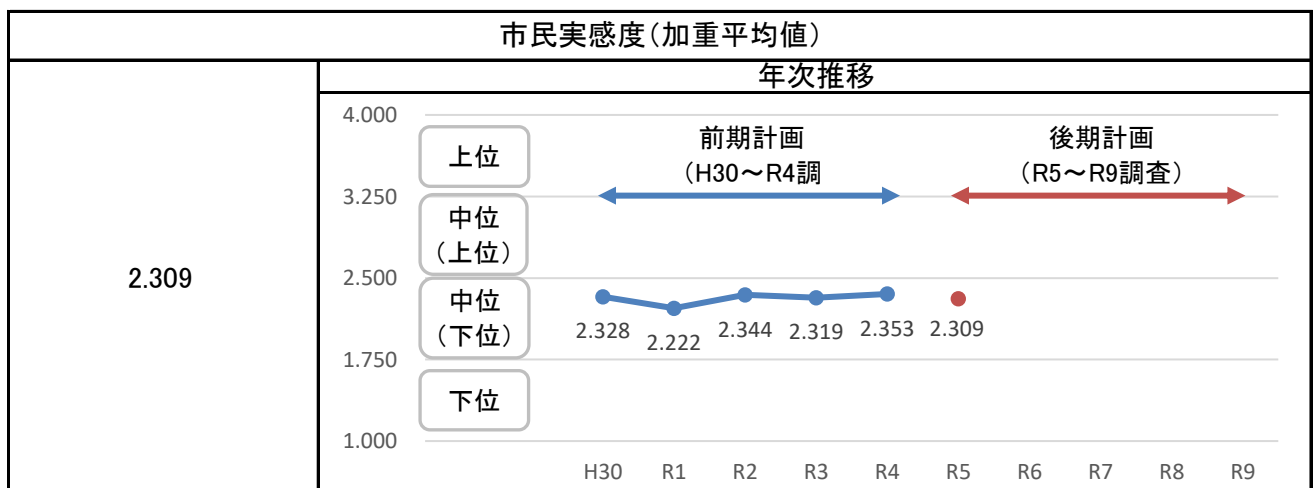 市民実感度（加重平均値）
年次推移
2.309
4.000
3.250
2.500
1.750
1.000
上位
中位
（上位）
中位
（下位）
下位
前期計画
（H30～R4調
後期計画
（R5～R9調査）
2.328 2.222 2.344 2.319 2.353 2.309
H30 R1 R2 R3 R4 R5 R6 R7 R8 R9